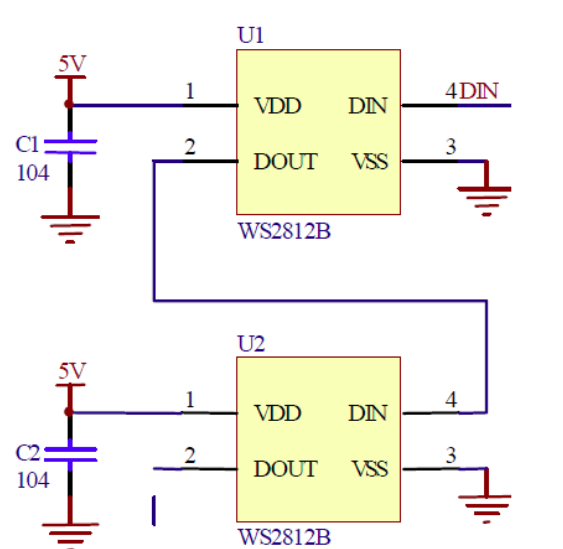 U1
5V
1 VDD DIN 4 DIN
C1
104
2 DOUT VSS 3
WS2812B
U2
5V
1 VDD DIN 4
C2
104
2 DOUT VSS 3
WS2812B